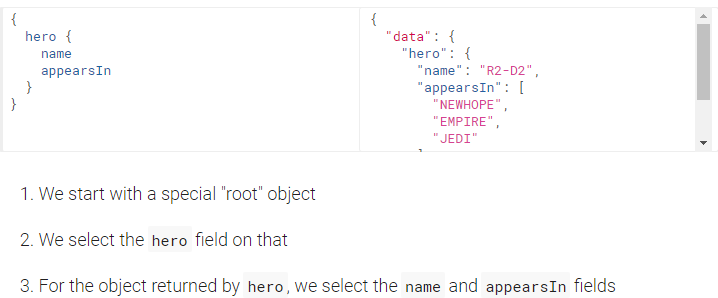 {
  hero {
    name
    appearsIn
  }
}
{
  "data": {
    "hero": {
      "name": "R2-D2",
      "appearsIn": [
        "NEWHOPE",
        "EMPIRE",
        "JEDI"
1. We start with a special "root" object
2. We select the hero field on that
3. For the object returned by hero, we select the name and appearsIn fields